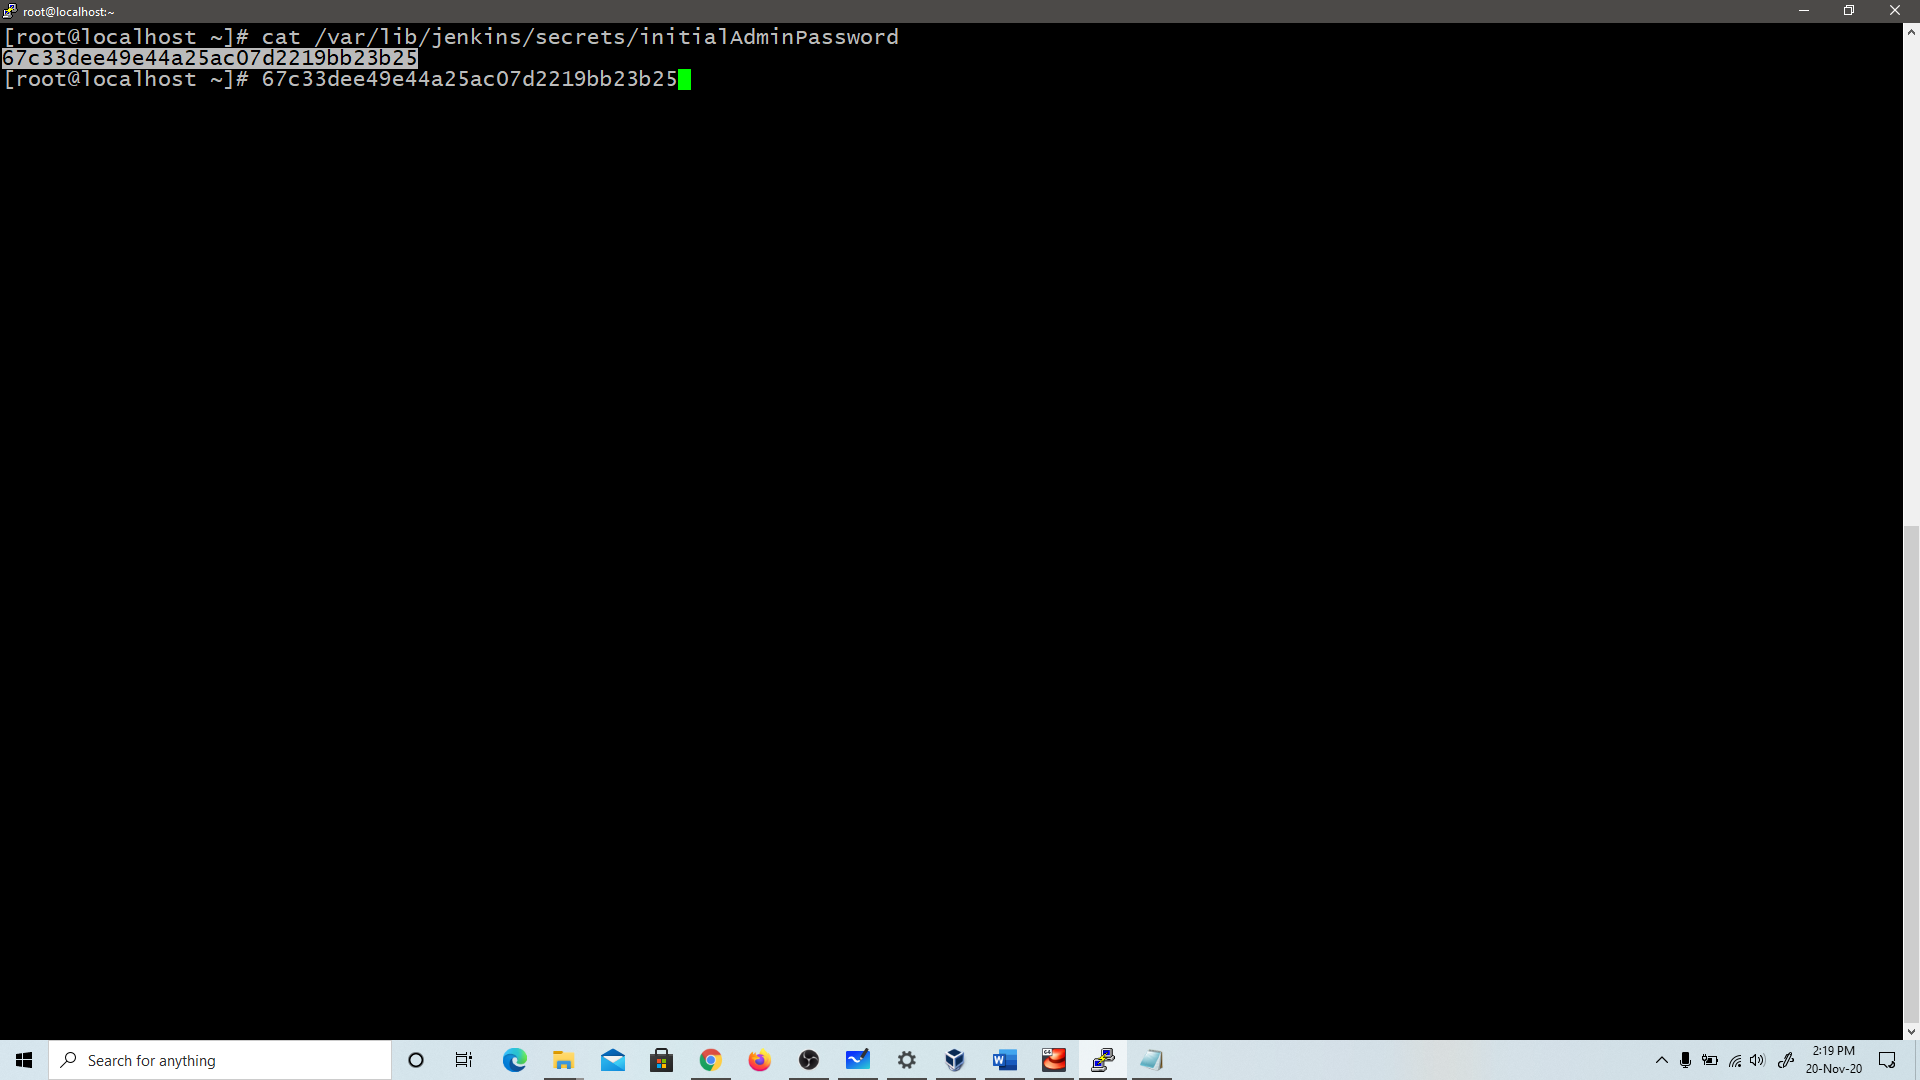 root@localhost:~
[root@localhost ~]# cat /var/lib/jenkins/secrets/initialAdminPassword
67c33dee49e44a25ac07d2219bb23b25
[root@localhost ~]# 67c33dee49e44a25ac07d2219bb23b25
Search for anything
64
2:19 PM
20-Nov-20